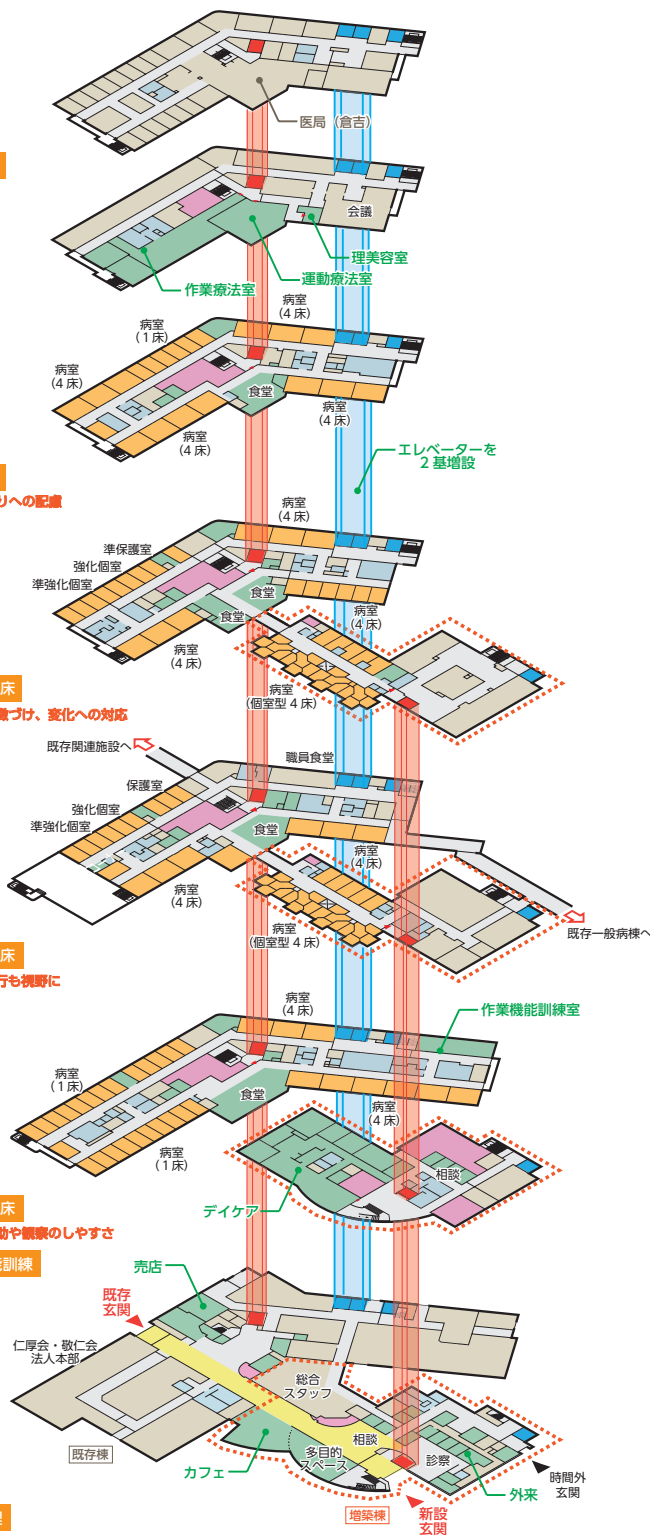 医局（倉吉）
会議
理美容室
運動療法室
作業療法室
病室
（4床）
病室
（1床）
病室
（4床）
食堂
病室
（4床）
病室
（4床）
エレベーターを
2基増設
りへの配慮
病室
（4床）
準保護室
強化個室
準強化個室
食堂
食堂
病室
（4床）
病室
（4床）
病室
（個室型4床）
床
づけ、変化への対応
既存関連施設へ
職員食堂
保護室
強化個室
準強化個室
食堂
病室
（4床）
病室
（4床）
病室
（個室型4床）
既存一般病棟へ
床
行も視野に
病室
（4床）
作業機能訓練室
病室
（1床）
食堂
病室
（4床）
病室
（1床）
相談
デイケア
床
や観察のしやすさ
訓練
売店
既存
玄関
仁厚会・敬仁会
法人本部
総合
スタッフ
相談
多目的
スペース
診察
既存棟
カフェ
時間外
玄関
外来
増築棟
新設
玄関